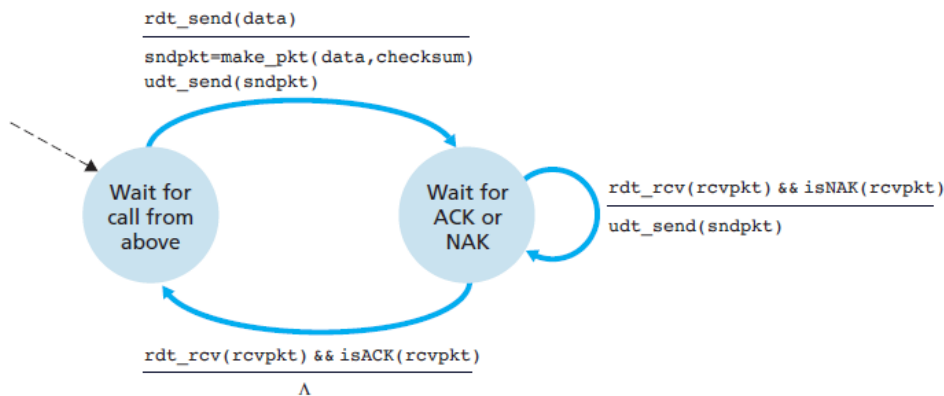 rdt_send(data)
sndpkt=make_pkt(data,checksum)
udt_send(sndpkt)
Wait for
call from
above
Wait for
ACK or
NAK
rdt_rcv(rcvpkt) && isNAK(rcvpkt)
udt_send(sndpkt)
rdt_rcv(rcvpkt) && isACK(rcvpkt)
Λ